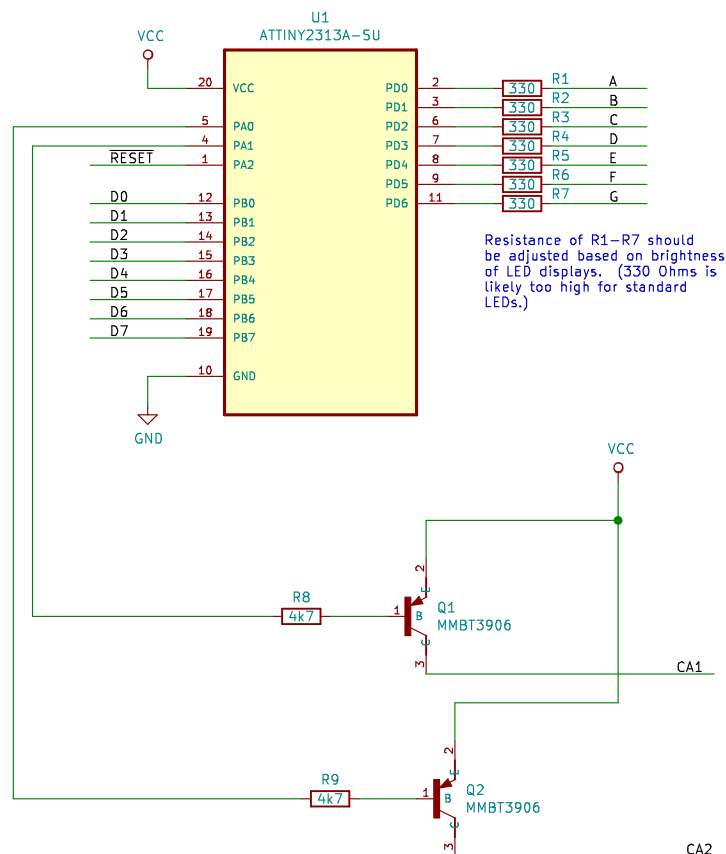 U1
ATTINY2313A-SU
VCC
20 VCC PD0 2 330 R1 A
PD1 3 330 R2 B
5 PA0 PD2 6 330 R3 C
4 PA1 PD3 7 330 R4 D
RESET 1 PA2 PD4 8 330 R5 E
PD5 9 330 R6 F
D0 12 PB0 PD6 11 330 R7 G
D1 13 PB1
D2 14 PB2
D3 15 PB3
D4 16 PB4
D5 17 PB5
D6 18 PB6
D7 19 PB7
10 GND
GND
Resistance of R1-R7 should
be adjusted based on brightness
of LED displays. (330 Ohms is
likely too high for standard
LEDs.)
VCC
2
E
R8
4k7
1
B
Q1
MMBT3906
C
3
CA1
2
E
R9
4k7
1
B
Q2
MMBT3906
C
3
CA2